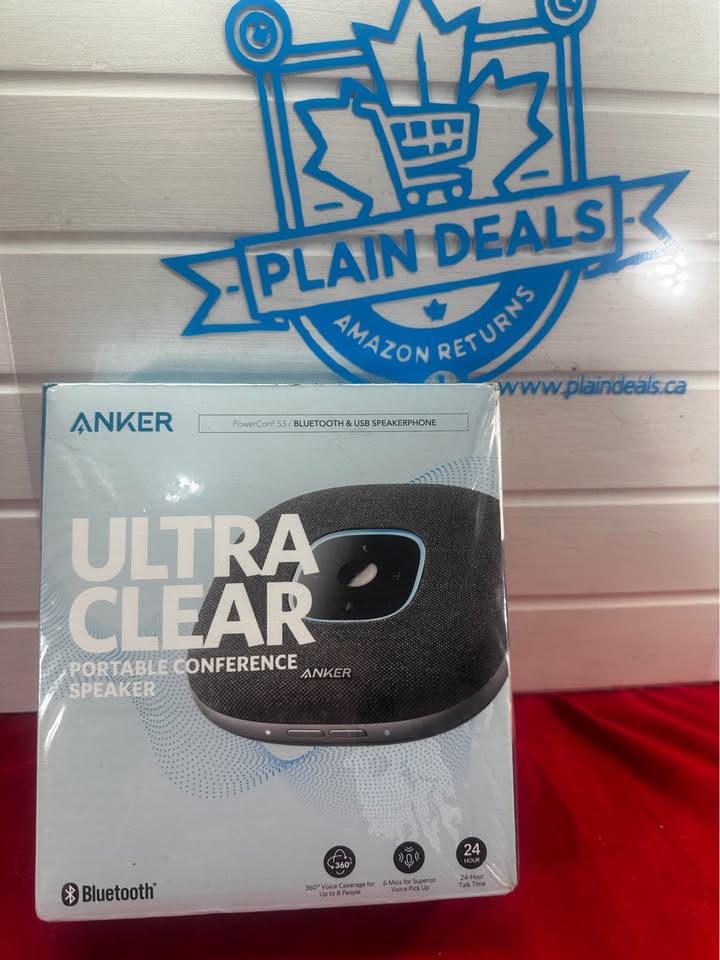 PLAIN DEALS
AMAZON RETURNS
www.plaindeals.ca
ANKER
PowerConf S3 / BLUETOOTH & USB SPEAKERPHONE
ULTRA
CLEAR
PORTABLE CONFERENCE
SPEAKER
ANKER
360°
24
HOUR
360° Voice Coverage for
Up to 8 People
6 Mics for Superior
Voice Pick Up
24-Hour
Talk Time
Bluetooth®